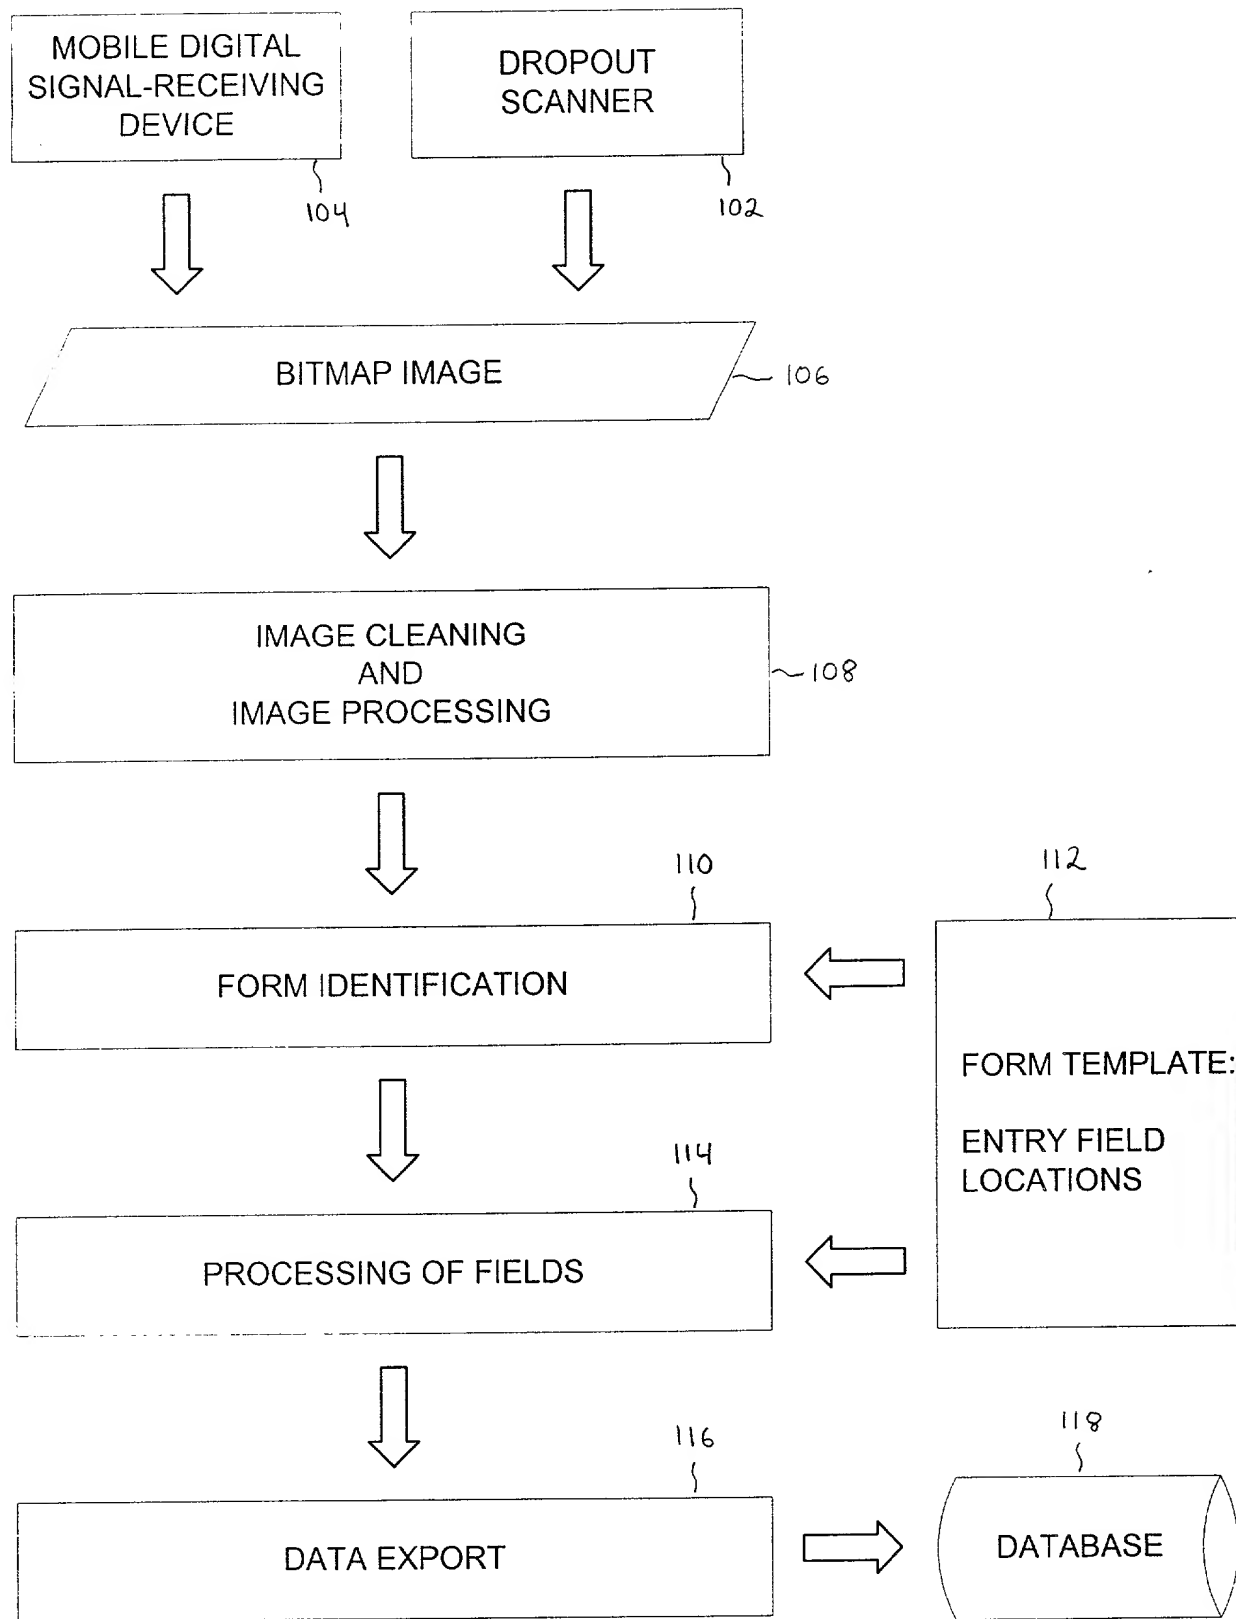 MOBILE DIGITAL
SIGNAL-RECEIVING
DEVICE
104
DROPOUT
SCANNER
102
BITMAP IMAGE
106
IMAGE CLEANING
AND
IMAGE PROCESSING
108
110
FORM IDENTIFICATION
112
FORM TEMPLATE:
ENTRY FIELD
LOCATIONS
114
PROCESSING OF FIELDS
116
DATA EXPORT
118
DATABASE